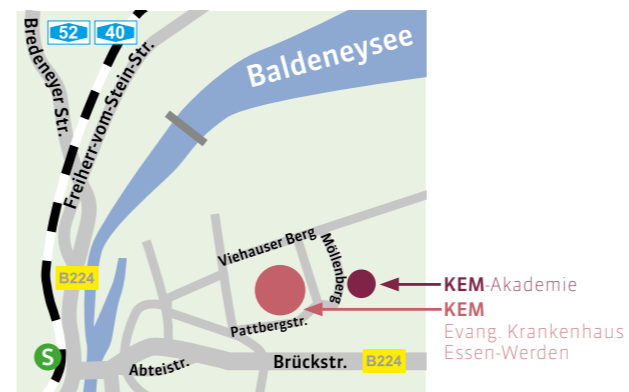 52 40
Bredeneyer Str.
Freiherr-vom-Stein-Str.
Baldeneysee
Viehauser Berg
Möllenberg
B224
KEM-Akademie
KEM
Evang. Krankenhaus
Essen-Werden
Pattbergstr.
S
Abteistr.
Brückstr.
B224